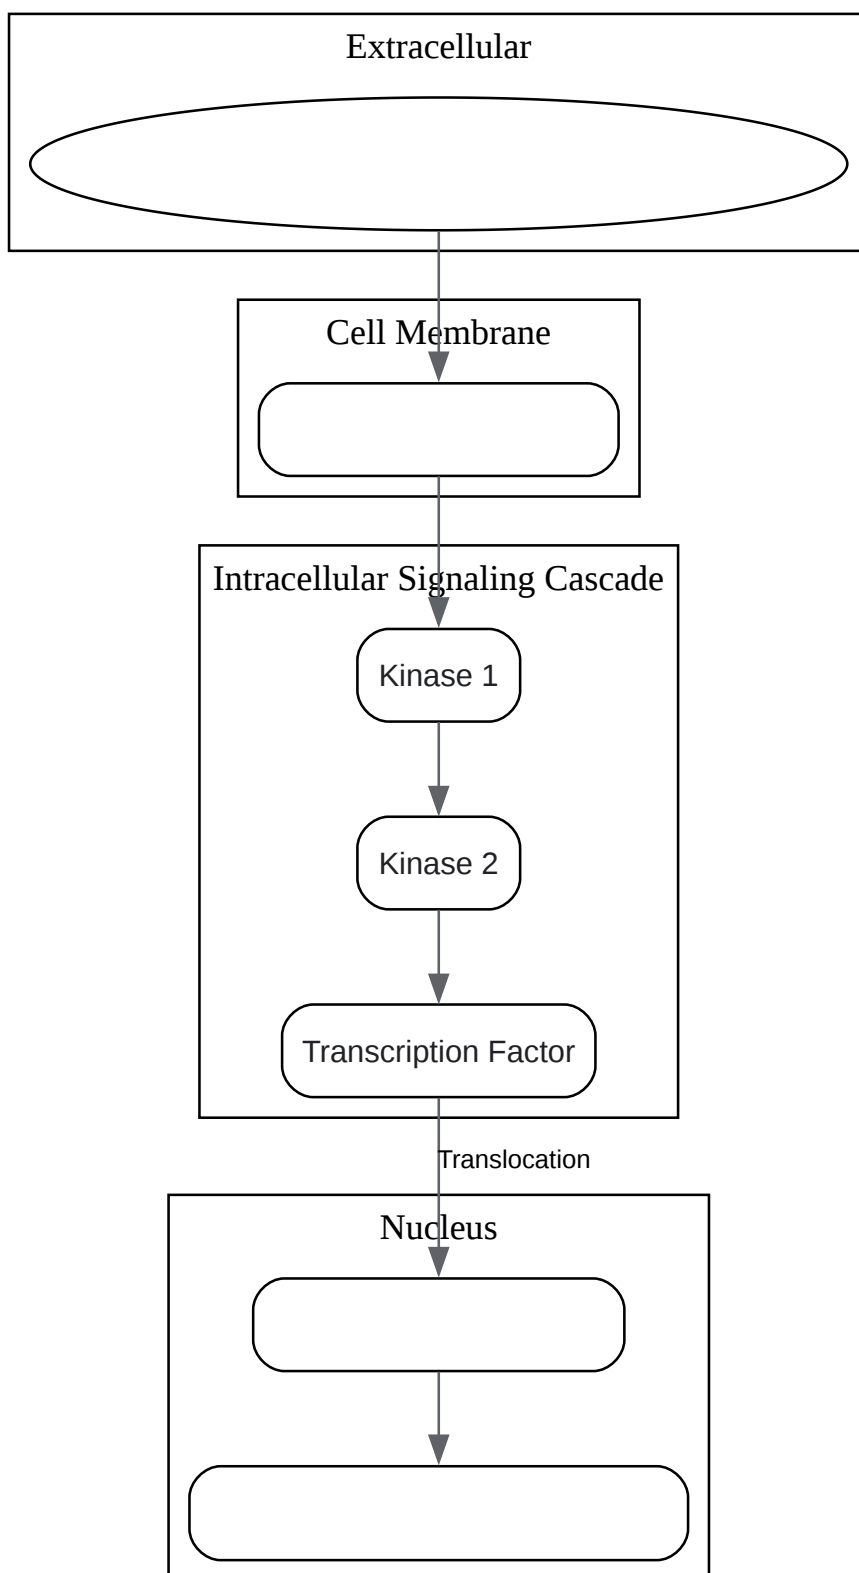 Extracellular
Cell Membrane
Intracellular Signaling Cascade
Kinase 1
Kinase 2
Transcription Factor
Translocation
Nucleus